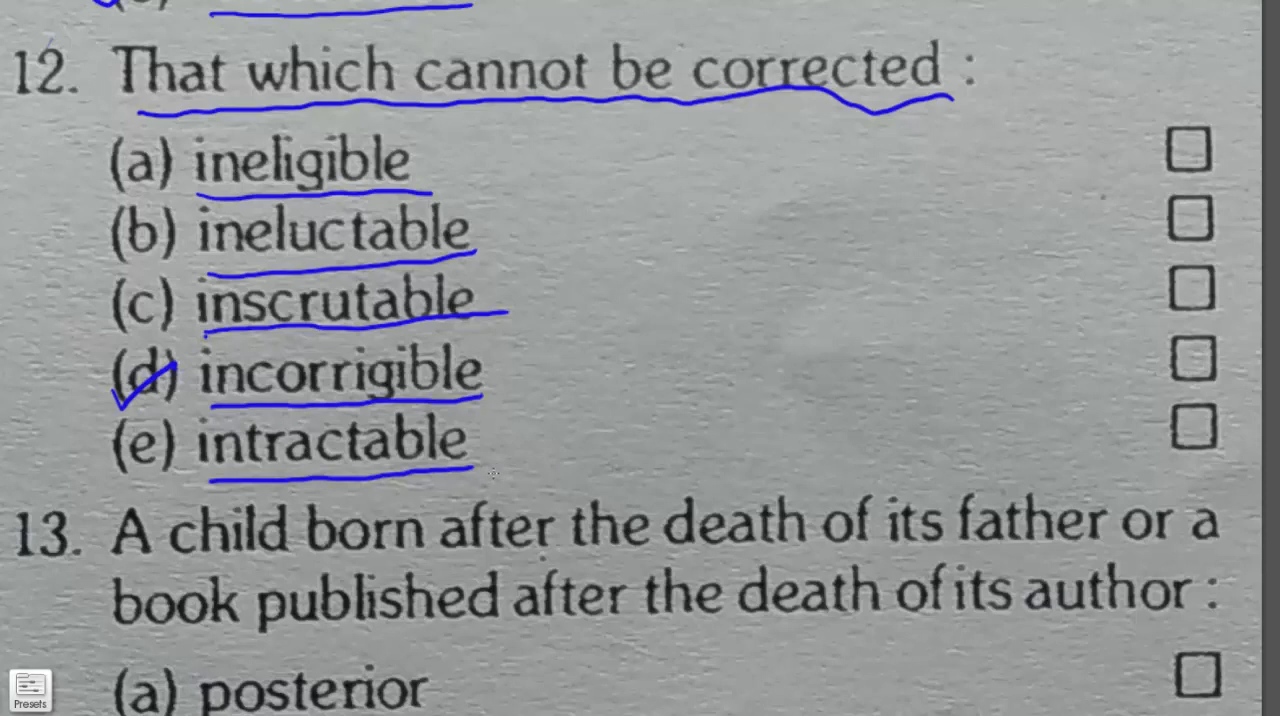 12. That which cannot be corrected :
(a) ineligible
(b) ineluctable
(c) inscrutable
(d) incorrigible
(e) intractable
13. A child born after the death of its father or a
book published after the death of its author :
(a) posterior
Presets